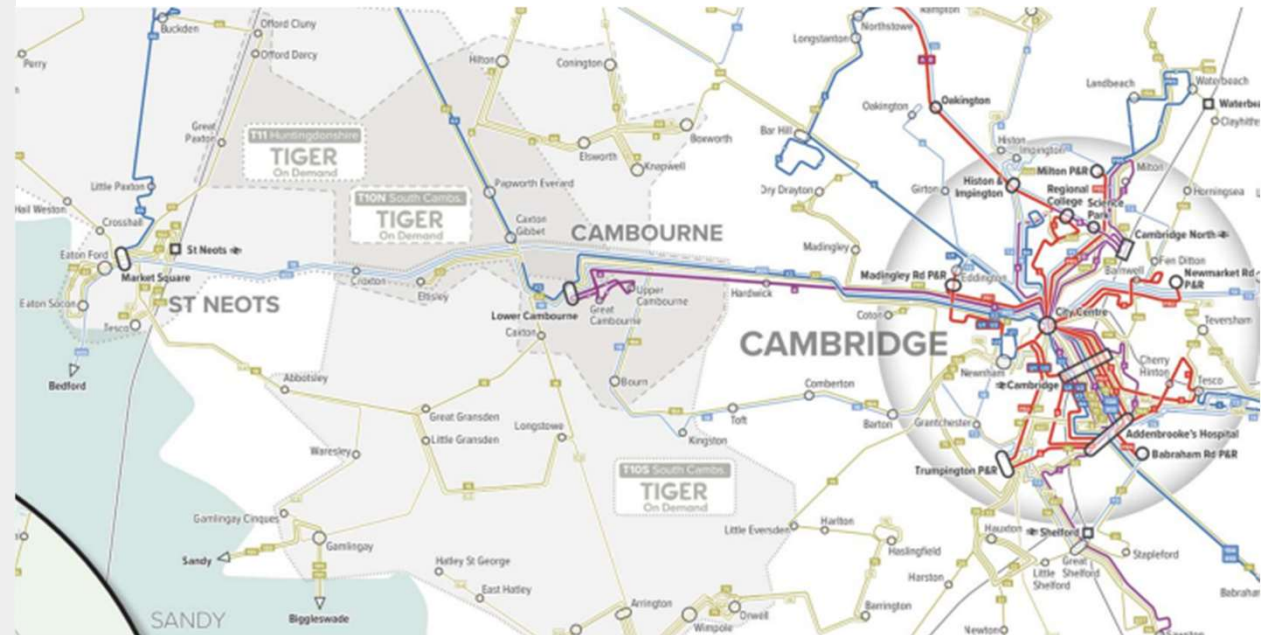 Offord Cluny
Buckden
Offord Darcy
Perry
Hilton
Conington
Longstanton
Northstowe
Rampton
Landbeach
Waterbeach
Oakington
Oakington
Great
Paxton
T11 Huntingdonshire
TIGER
On Demand
Elsworth
Boxworth
Knapwell
Bar Hill
Histon
Impington
Milton P&R
Milton
Histon &
Impington
Regional
College
Science
Park
Horningsea
Little Paxton
Papworth Everard
T10N South Cambs.
TIGER
On Demand
Dry Drayton
Girton
Hail Weston
Crosshall
Caxton
Gibbet
CAMBOURNE
Madingley
Cambridge North
Eaton Ford
St Neots
Market Square
Fen Ditton
Barnwell
Madingley Rd P&R
Eddington
Newmarket Rd
P&R
Croxton
Eltisley
Hardwick
Upper
Cambourne
Great
Cambourne
Lower Cambourne
Eaton Socon
ST NEOTS
Tesco
Coton
City Centre
Teversham
Caxton
CAMBRIDGE
Newnham
Cherry
Hinton
Tesco
Bedford
Abbotsley
Bourn
Comberton
Cambridge
Great Gransden
Little Gransden
Longstowe
Toft
Kingston
Barton
Grantchester
Addenbrooke's Hospital
Babraham Rd P&R
Waresley
T10S South Cambs.
TIGER
On Demand
Trumpington P&R
Gamlingay Cinques
Gamlingay
Sandy
Little Eversden
Harlton
Haslingfield
Hauxton
Shelford
Stapleford
Great
Shelford
Little
Shelford
Hatley St George
East Hatley
Harston
SANDY
Biggleswade
Arrington
Wimpole
Orwell
Barrington
Newton